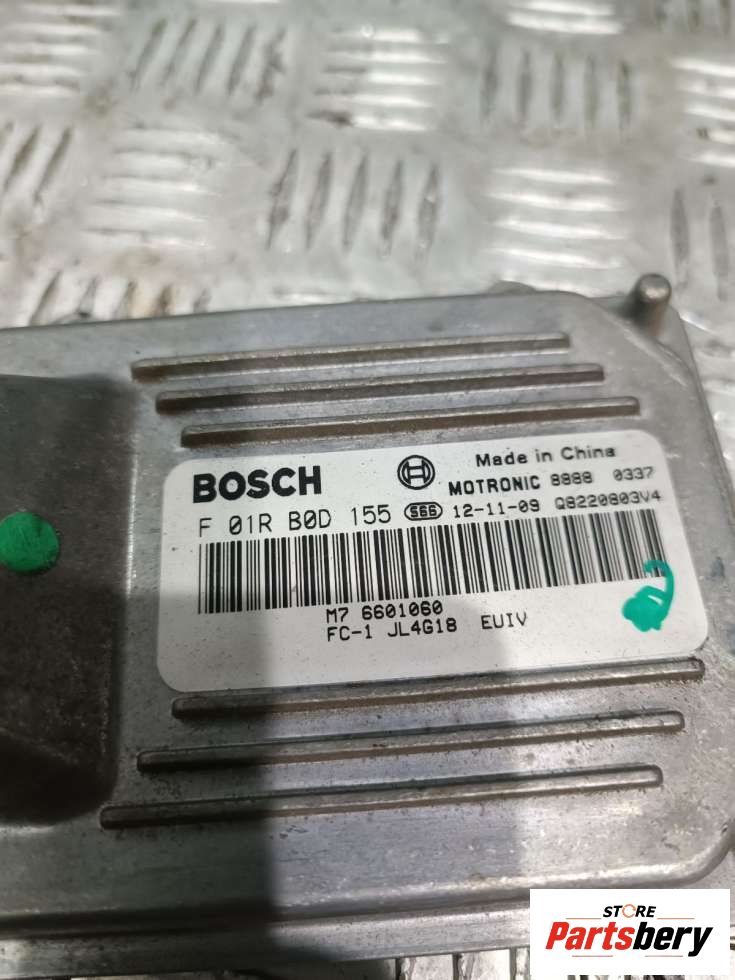 BOSCH
Made in China
MOTRONIC 8888 0337
F 01R B0D 155 S66 12-11-09 Q8220803V4
M7 6601060
FC-1 JL4G18 EUIV
STORE
Partsbery